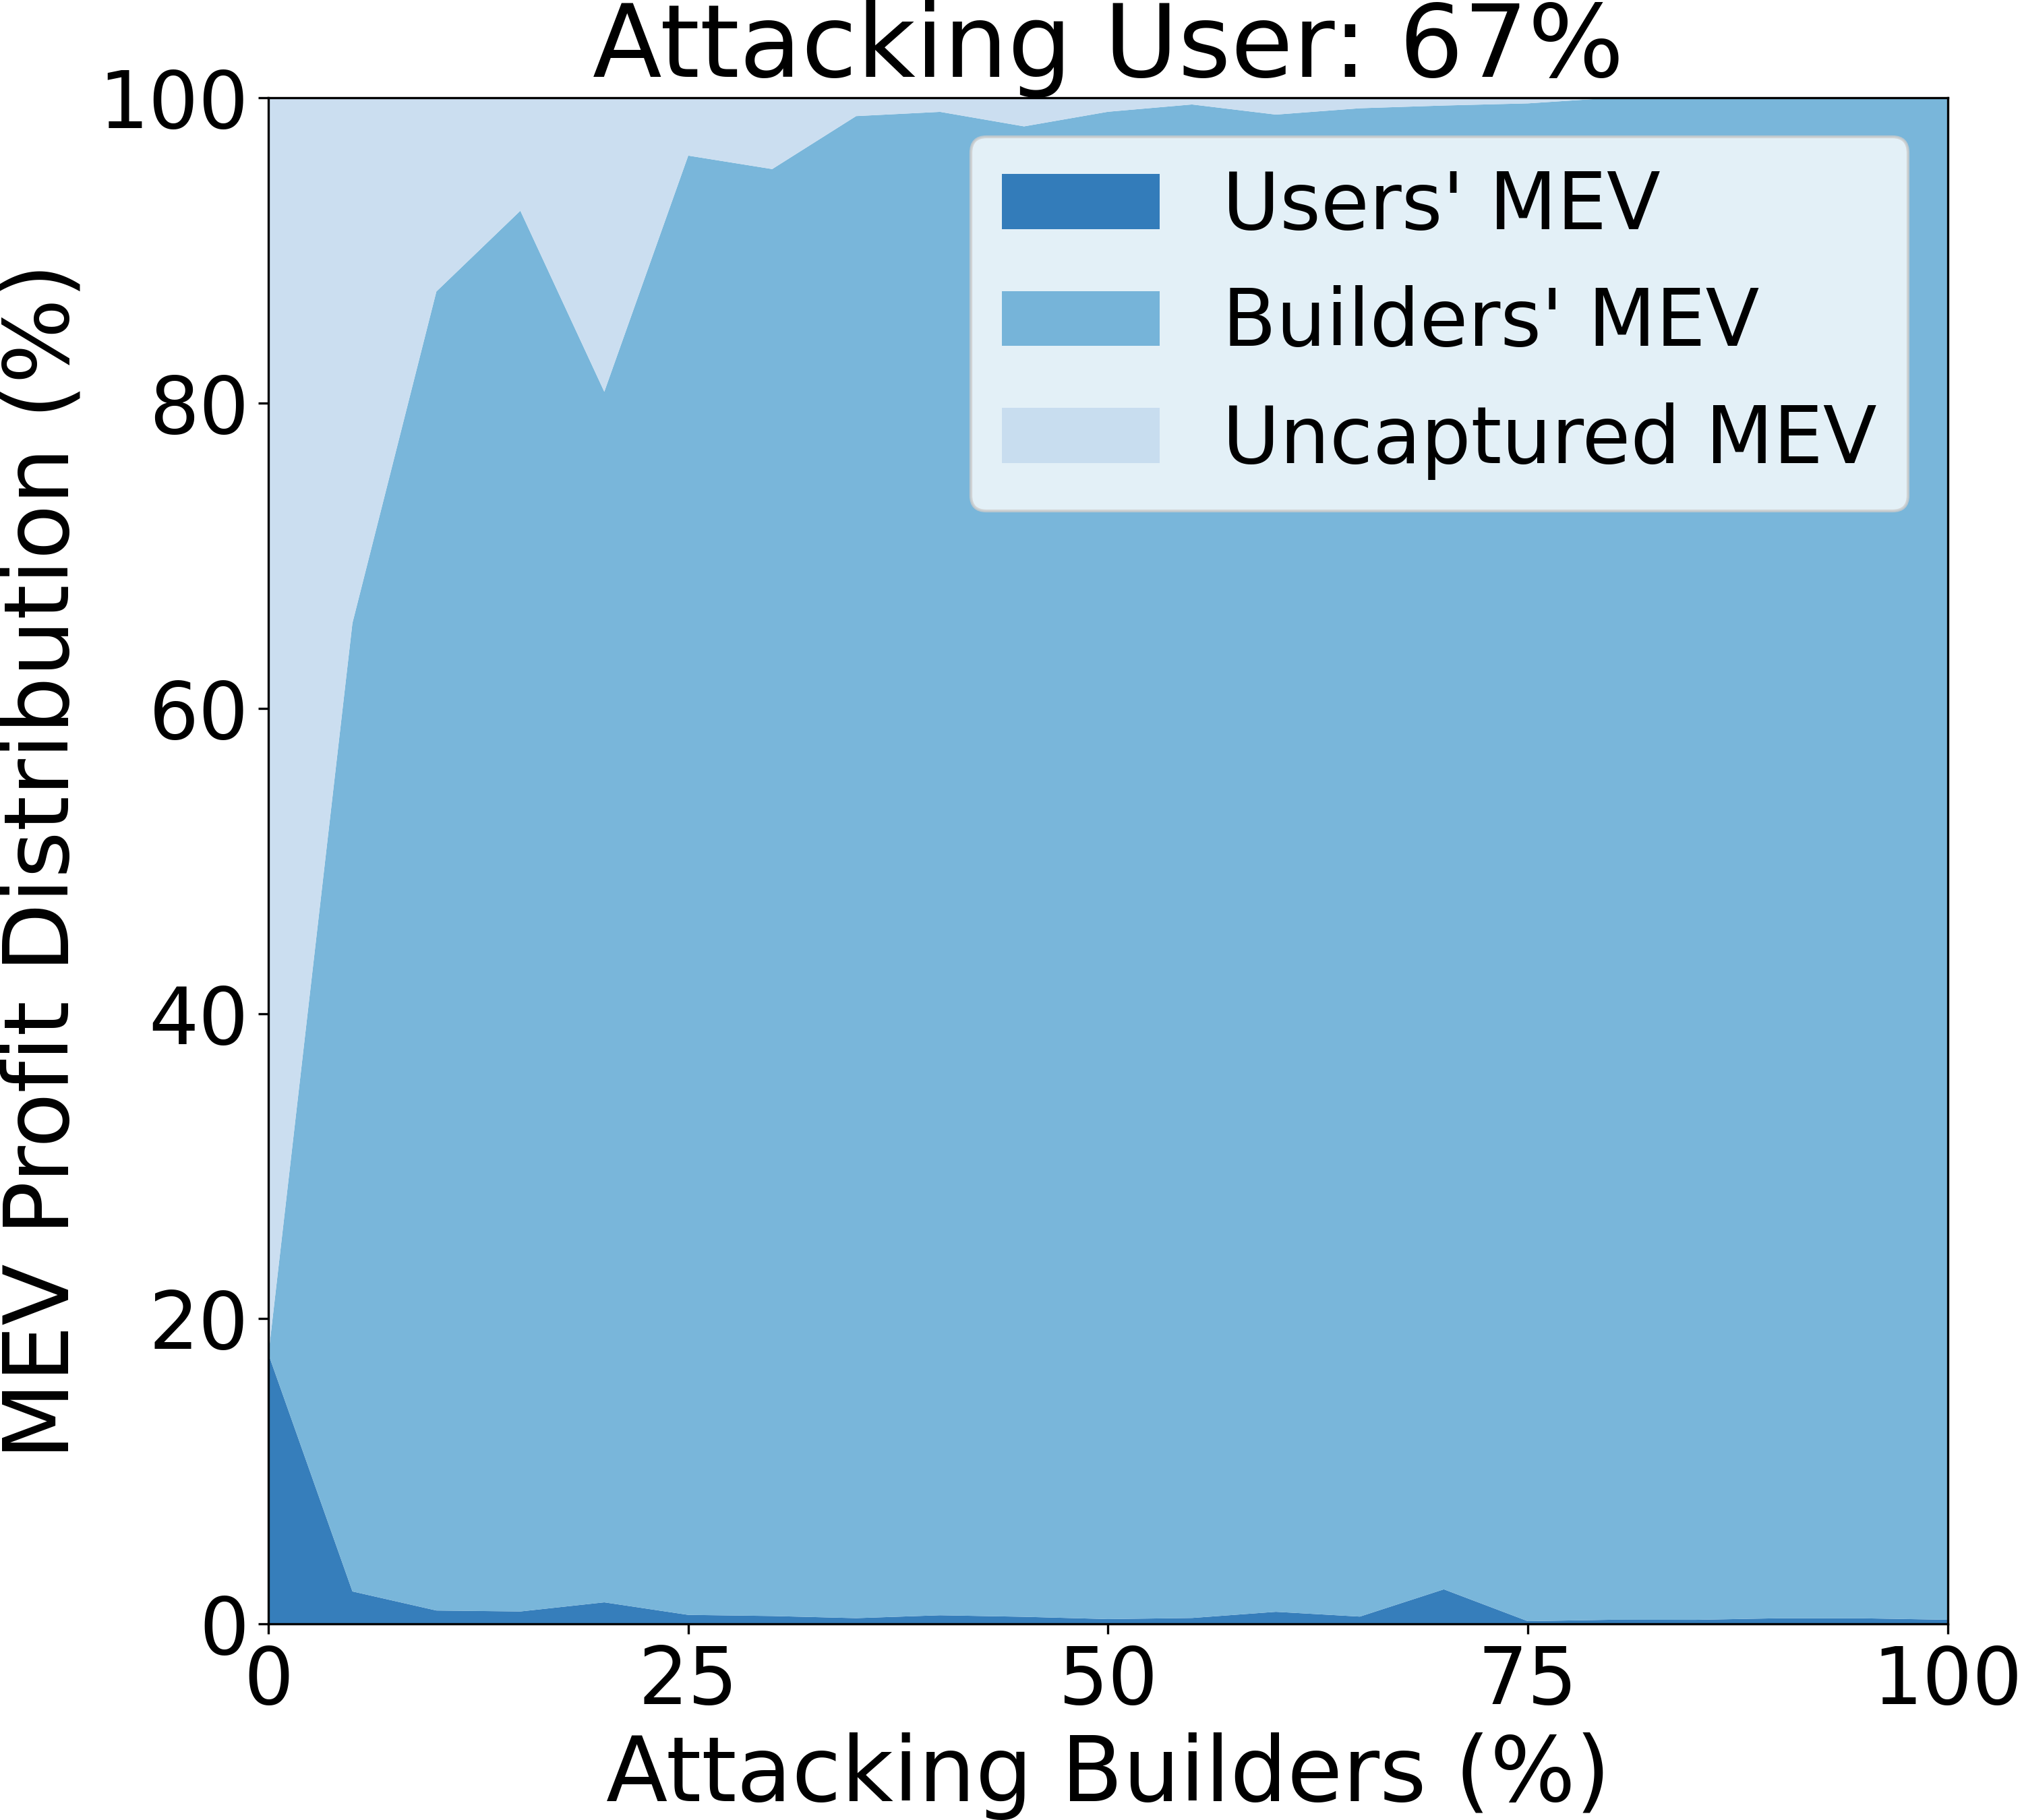 Attacking User: 67%
MEV Profit Distribution (%)
100
80
60
40
20
0
Users' MEV
Builders' MEV
Uncaptured MEV
0 25 50 75 100
Attacking Builders (%)